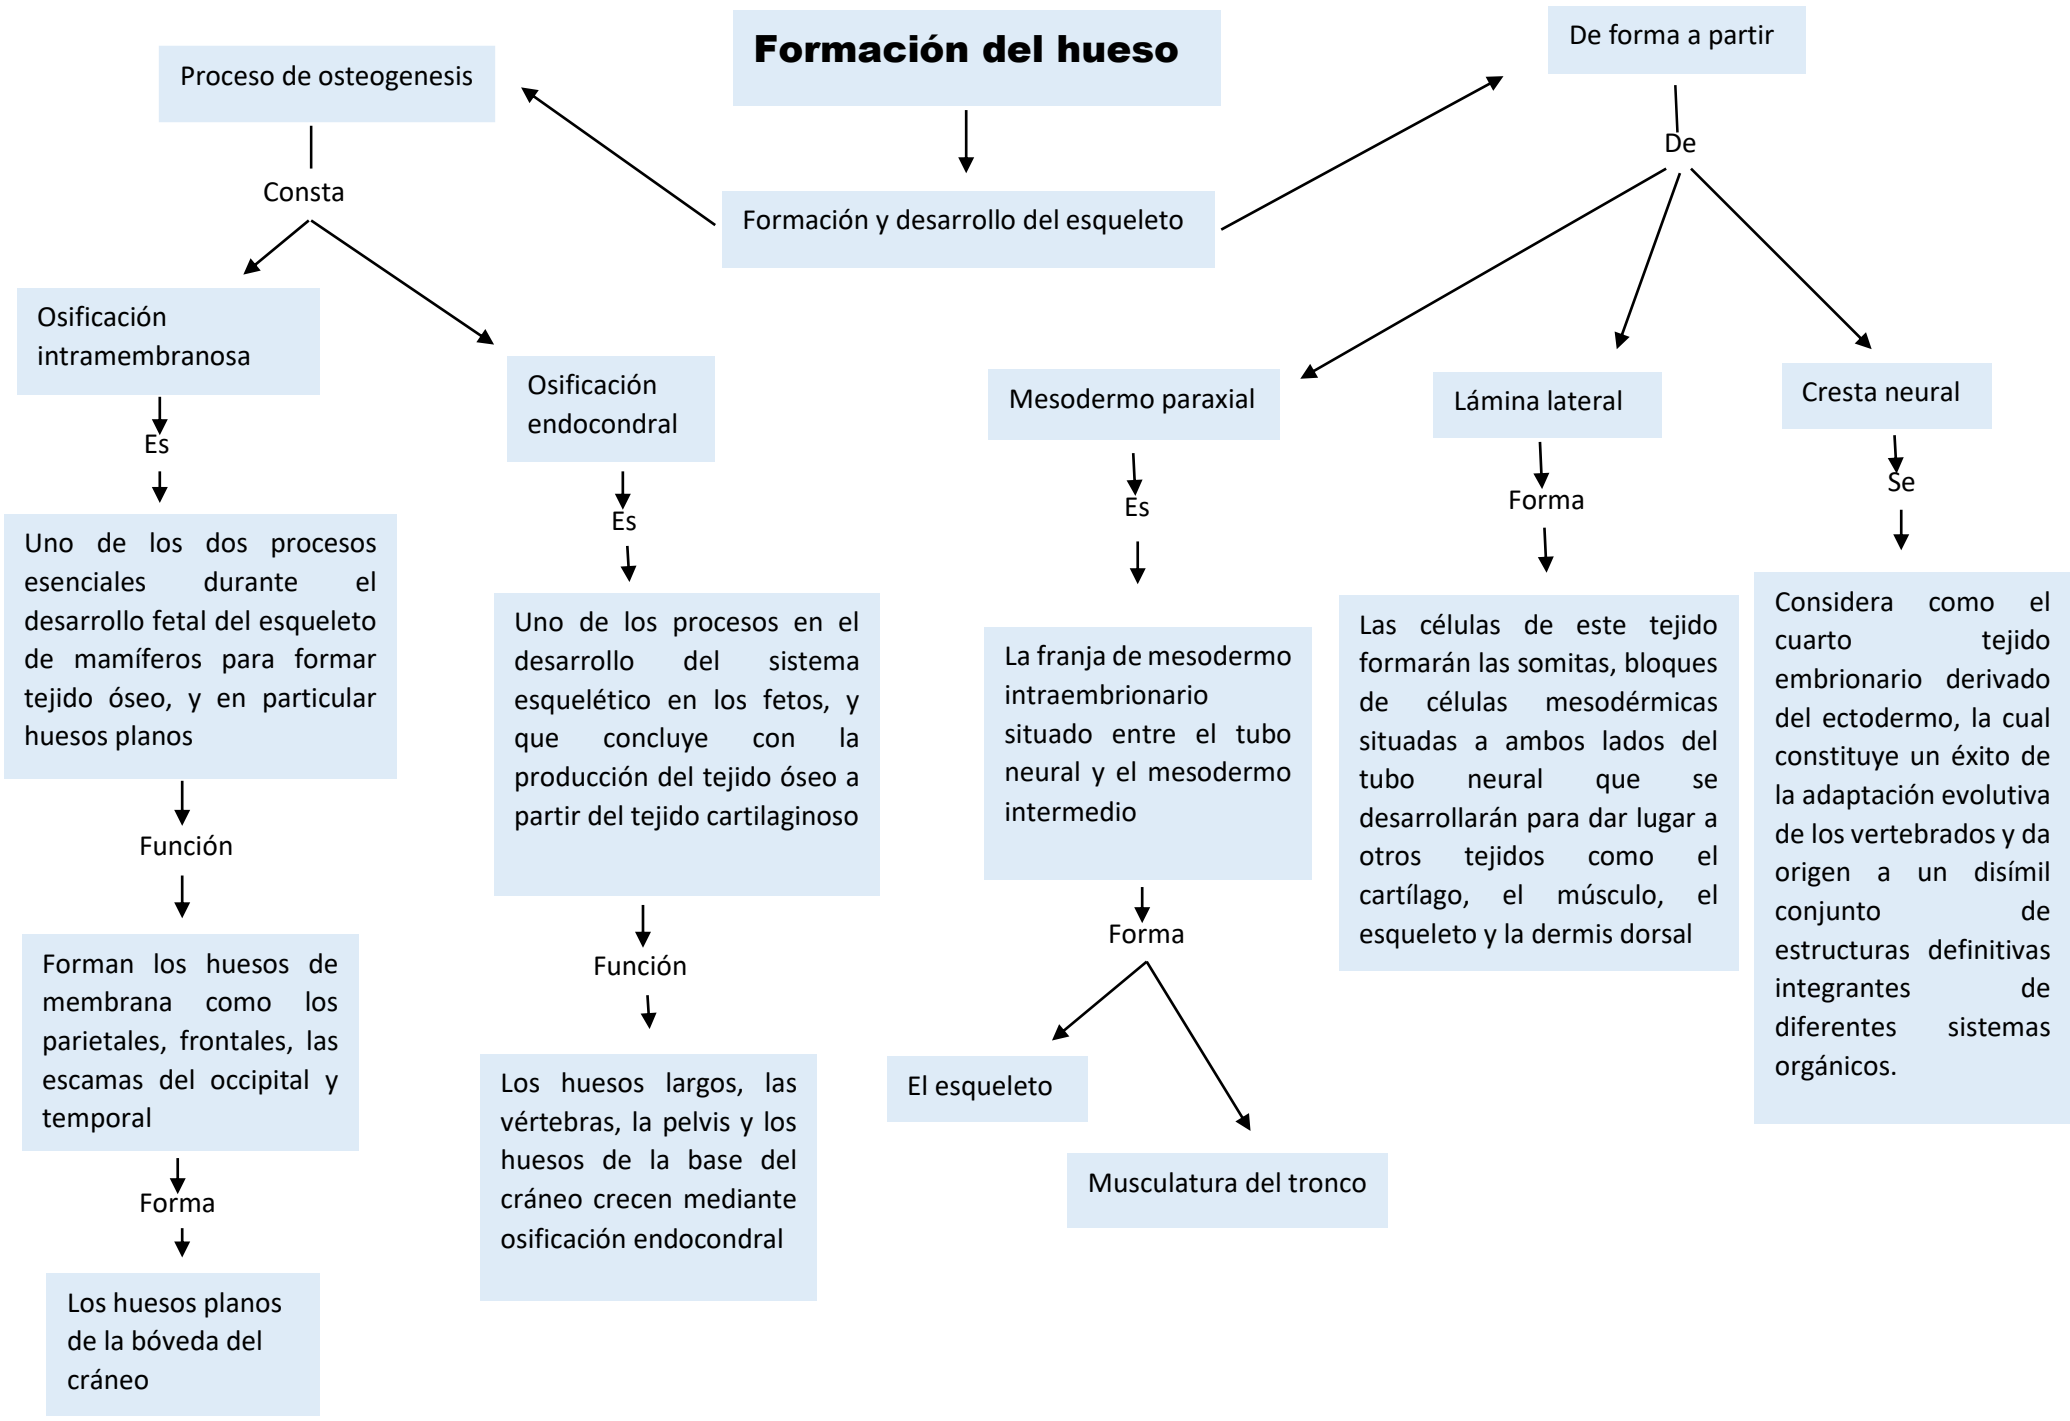 Formación del hueso
De forma a partir
Proceso de osteogenesis
De
Consta
Formación y desarrollo del esqueleto
Osificación
intramembranosa
Es
Uno de los dos procesos
esenciales durante el
desarrollo fetal del esqueleto
de mamíferos para formar
tejido óseo, y en particular
huesos planos
Función
Forman los huesos de
membrana como los
parietales, frontales, las
escamas del occipital y
temporal
Forma
Los huesos planos
de la bóveda del
cráneo
Osificación
endocondral
Es
Uno de los procesos en el
desarrollo del sistema
esquelético en los fetos, y
que concluye con la
producción del tejido óseo a
partir del tejido cartilaginoso
Función
Los huesos largos, las
vértebras, la pelvis y los
huesos de la base del
cráneo crecen mediante
osificación endocondral
Mesodermo paraxial
Es
La franja de mesodermo
intraembrionario
situado entre el tubo
neural y el mesodermo
intermedio
Forma
El esqueleto
Musculatura del tronco
Lámina lateral
Forma
Las células de este tejido
formarán las somitas, bloques
de células mesodérmicas
situadas a ambos lados del
tubo neural que se
desarrollarán para dar lugar a
otros tejidos como el
cartílago, el músculo, el
esqueleto y la dermis dorsal
Cresta neural
Se
Considera como el
cuarto tejido
embrionario derivado
del ectodermo, la cual
constituye un éxito de
la adaptación evolutiva
de los vertebrados y da
origen a un disímil
conjunto de
estructuras definitivas
integrantes de
diferentes sistemas
orgánicos.